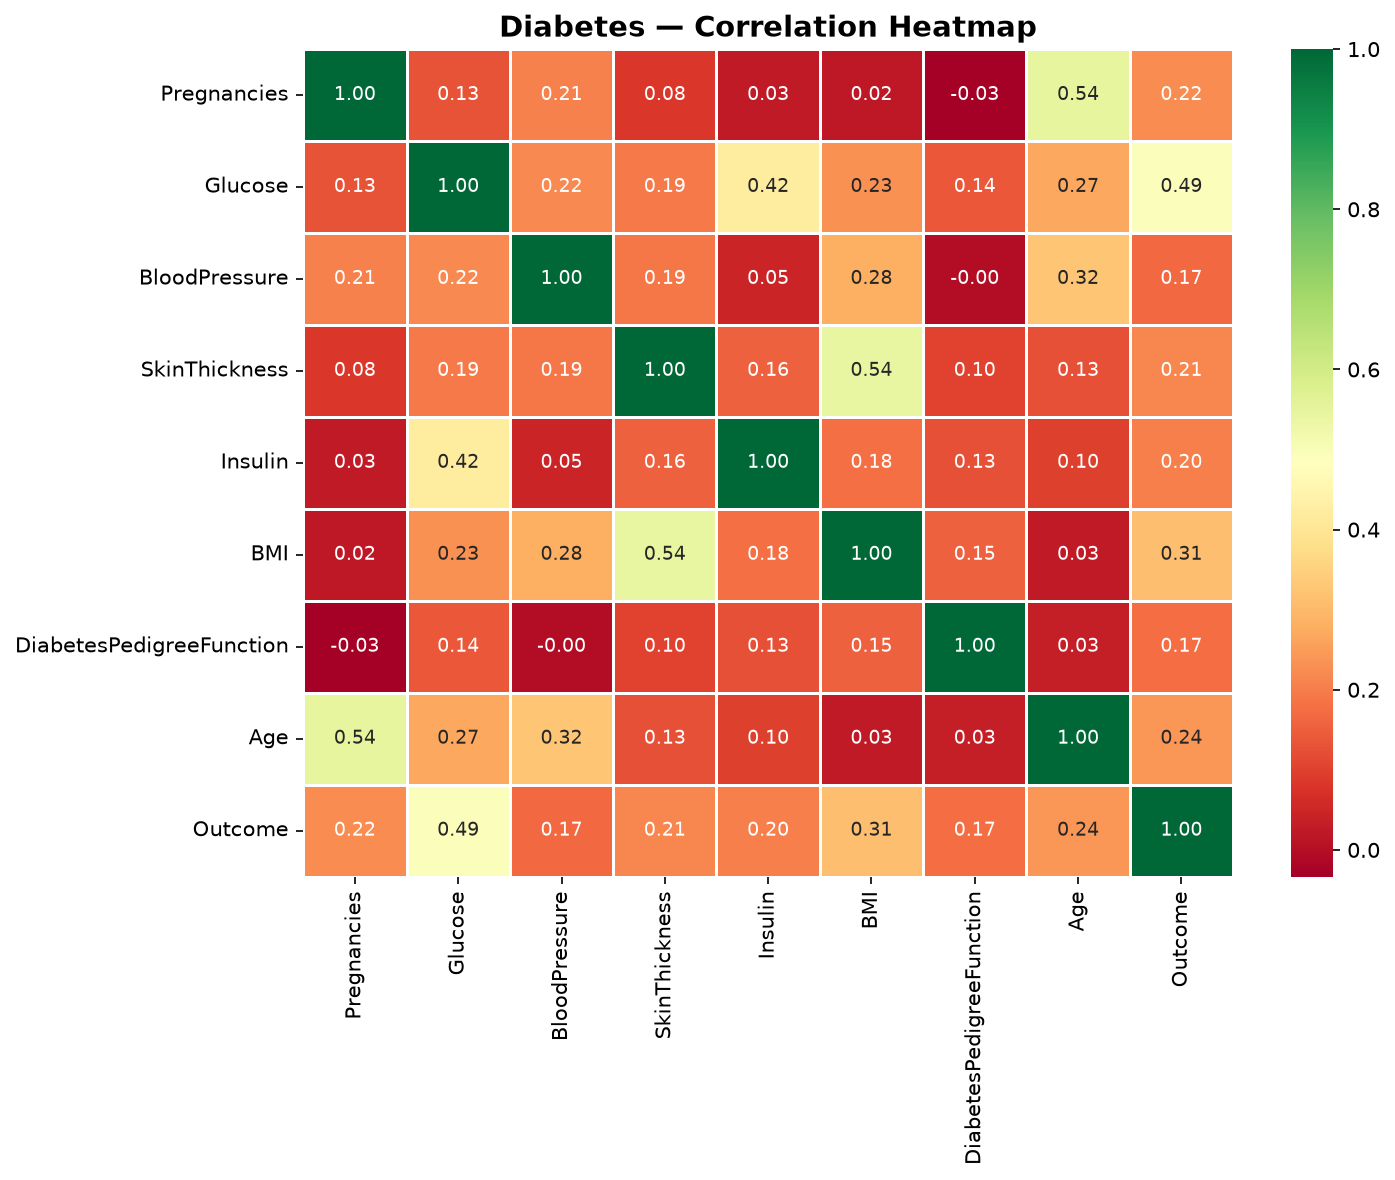 Diabetes — Correlation Heatmap
Pregnancies 1.00 0.13 0.21 0.08 0.03 0.02 -0.03 0.54 0.22
Glucose 0.13 1.00 0.22 0.19 0.42 0.23 0.14 0.27 0.49
BloodPressure 0.21 0.22 1.00 0.19 0.05 0.28 -0.00 0.32 0.17
SkinThickness 0.08 0.19 0.19 1.00 0.16 0.54 0.10 0.13 0.21
Insulin 0.03 0.42 0.05 0.16 1.00 0.18 0.13 0.10 0.20
BMI 0.02 0.23 0.28 0.54 0.18 1.00 0.15 0.03 0.31
DiabetesPedigreeFunction -0.03 0.14 -0.00 0.10 0.13 0.15 1.00 0.03 0.17
Age 0.54 0.27 0.32 0.13 0.10 0.03 0.03 1.00 0.24
Outcome 0.22 0.49 0.17 0.21 0.20 0.31 0.17 0.24 1.00
Pregnancies
Glucose
BloodPressure
SkinThickness
Insulin
BMI
DiabetesPedigreeFunction
Age
Outcome
1.0
0.8
0.6
0.4
0.2
0.0